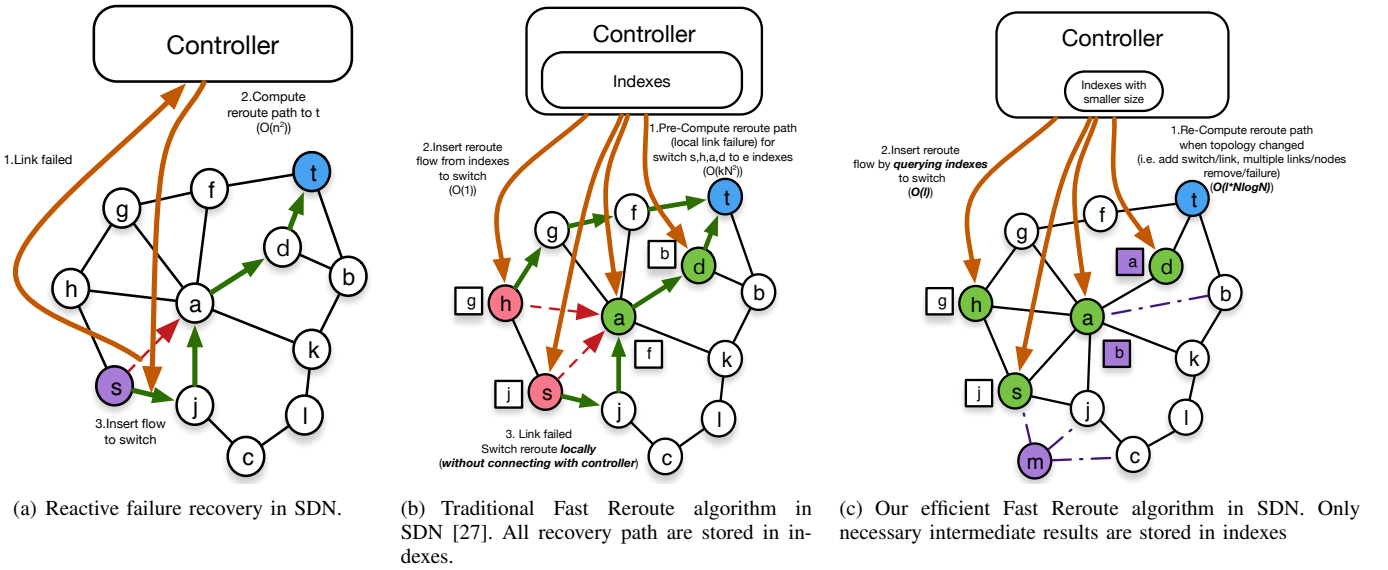 Controller
2.Compute
reroute path to t
(O(n²))
1.Link failed
t
f
g
d
h
a
b
k
s
j
l
c
3.Insert flow
to switch
(a) Reactive failure recovery in SDN.
Controller
Indexes
2.Insert reroute
flow from indexes
to switch
(O(1))
1.Pre-Compute reroute path
(local link failure) for
switch s,h,a,d to e indexes
(O(kN²))
t
f
g
b
d
g
h
b
a
f
k
j
s
j
l
c
3. Link failed
Switch reroute locally
(without connecting with controller)
(b) Traditional Fast Reroute algorithm in
SDN [27]. All recovery path are stored in in-
dexes.
Controller
Indexes with
smaller size
2.Insert reroute
flow by querying indexes
to switch
(O(l))
1.Re-Compute reroute path
when topology changed
(i.e. add switch/link, multiple links/nodes
remove/failure)
(O(l*NlogN))
t
f
g
a
d
b
g
h
a
b
k
j
s
j
l
m
c
(c) Our efficient Fast Reroute algorithm in SDN. Only
necessary intermediate results are stored in indexes